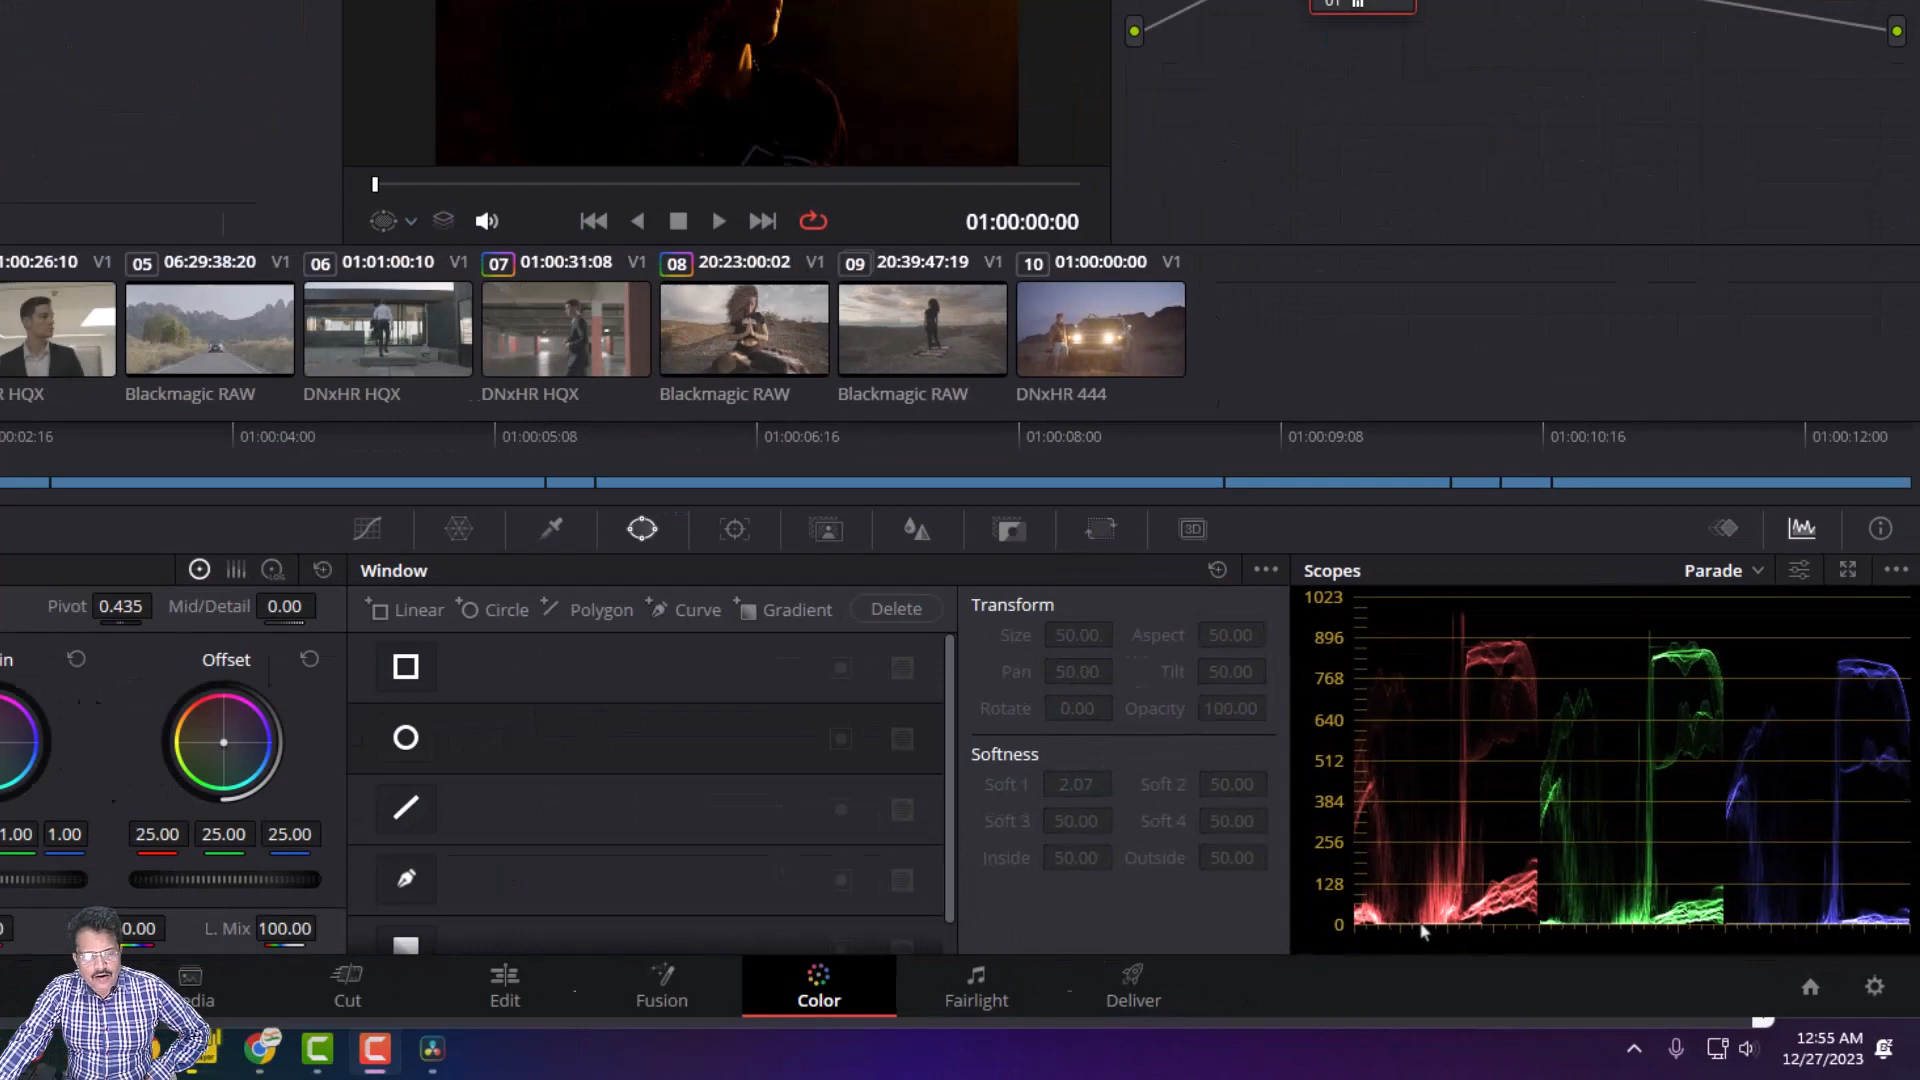 01
01:00:00:00
1:00:26:10 V1 05 06:29:38:20 V1 06 01:01:00:10 V1 07 01:00:31:08 V1 08 20:23:00:02 V1 09 20:39:47:19 V1 10 01:00:00:00 V1
R HQX Blackmagic RAW DNxHR HQX DNxHR HQX Blackmagic RAW Blackmagic RAW DNxHR 444
00:02:16 01:00:04:00 01:00:05:08 01:00:06:16 01:00:08:00 01:00:09:08 01:00:10:16 01:00:12:00
3D
LOG Window Scopes Parade
Pivot 0.435 Mid/Detail 0.00 Linear Circle Polygon Curve Gradient Delete
Transform
Size 50.00 Aspect 50.00
Pan 50.00 Tilt 50.00
Rotate 0.00 Opacity 100.00
Softness
Soft 1 2.07 Soft 2 50.00
Soft 3 50.00 Soft 4 50.00
Inside 50.00 Outside 50.00
in Offset
1.00 1.00 25.00 25.00 25.00
0.00 L. Mix 100.00
1023
896
768
640
512
384
256
128
0
dia Cut Edit Fusion Color Fairlight Deliver
12:55 AM
12/27/2023